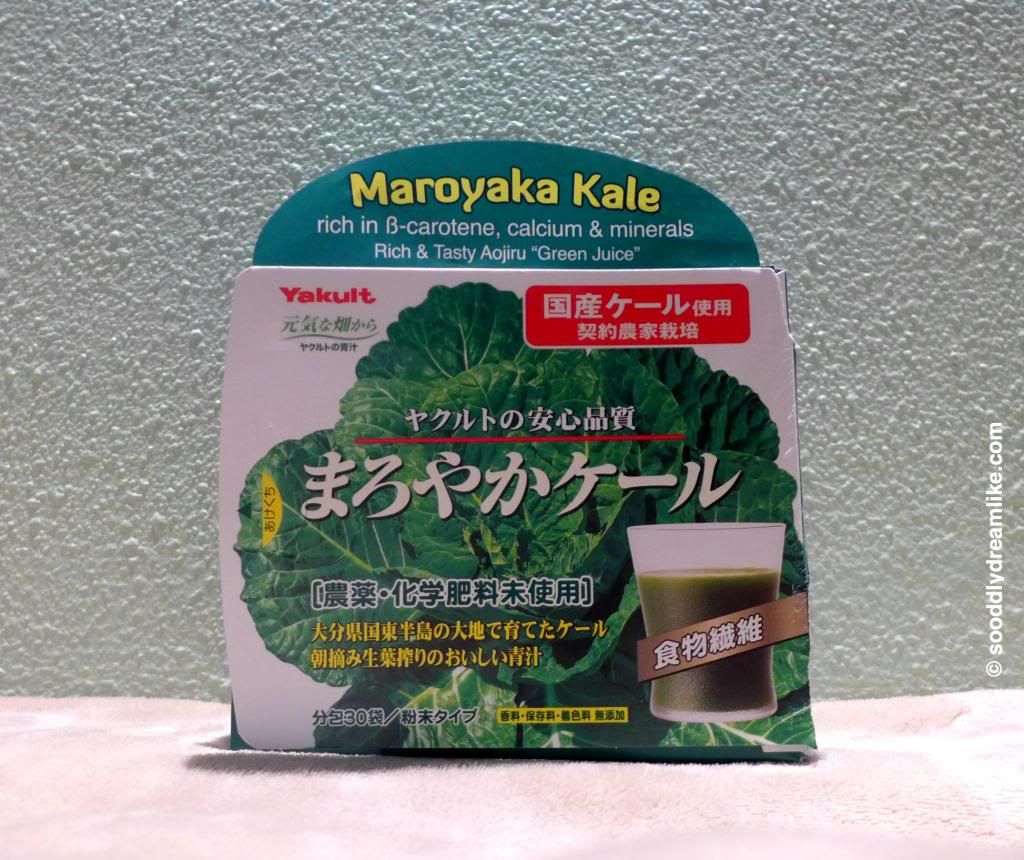 Maroyaka Kale
rich in ß-carotene, calcium & minerals
Rich & Tasty Aojiru “Green Juice”
Yakult
元気な畑から
ヤクルトの青汁
国産ケール使用
契約農家栽培
ヤクルトの安心品質
まろやかケール
あけくち
[農薬・化学肥料未使用]
大分県国東半島の大地で育てたケール
朝摘み生葉搾りのおいしい青汁
食物繊維
分包30袋／粉末タイプ
香料・保存料・着色料 無添加
© sooddlydreamlike.com